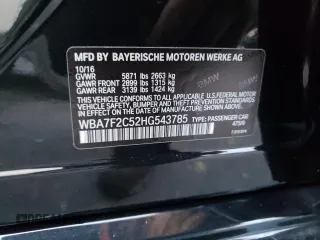 MFD BY BAYERISCHE MOTOREN WERKE AG
10/16
GVWR 5871 lbs 2663 kg
GAWR FRONT 2899 lbs 1315 kg
GAWR REAR 3139 lbs 1424 kg
THIS VEHICLE CONFORMS TO ALL APPLICABLE U.S. FEDERAL MOTOR
VEHICLE SAFETY, BUMPER, AND THEFT PREVENTION STANDARDS
IN EFFECT ON THE DATE OF MANUFACTURE SHOWN ABOVE.
WBA7F2C52HG543785 TYPE: PASSENGER CAR